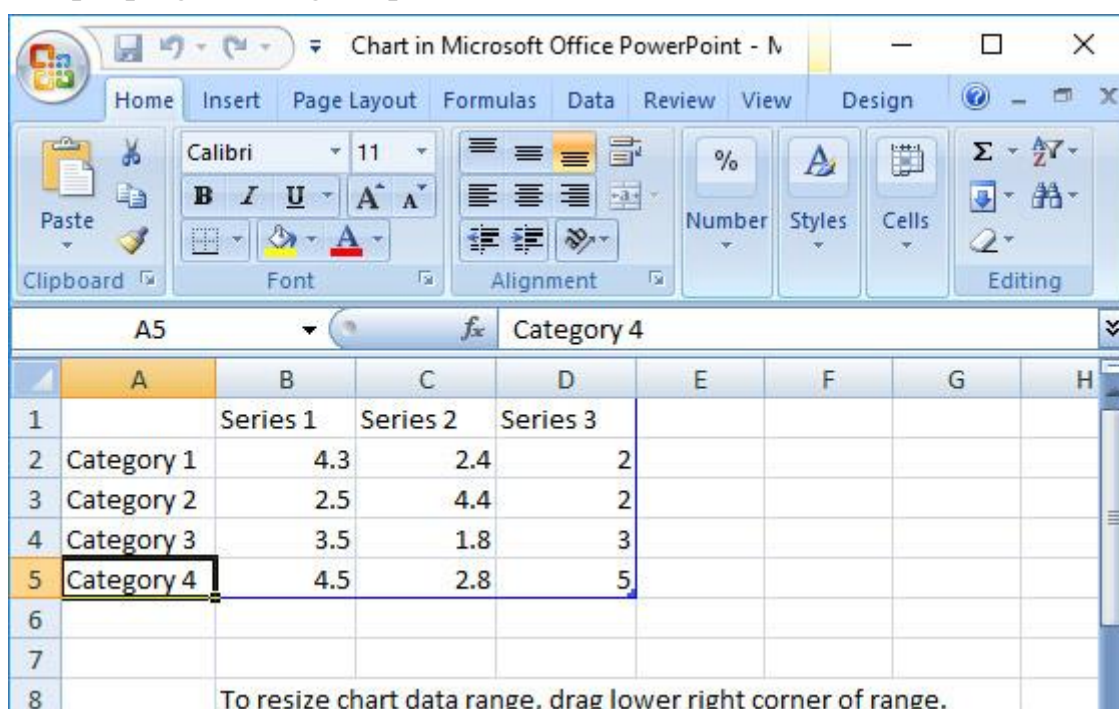 Chart in Microsoft Office PowerPoint - M
Home Insert Page Layout Formulas Data Review View Design
Calibri 11
B I U A A
Paste A % A Σ A Z
Number Styles Cells
Clipboard Font Alignment Editing
A5 fx Category 4
A B C D E F G H
1 Series 1 Series 2 Series 3
2 Category 1 4.3 2.4 2
3 Category 2 2.5 4.4 2
4 Category 3 3.5 1.8 3
5 Category 4 4.5 2.8 5
6
7
8 To resize chart data range, drag lower right corner of range.